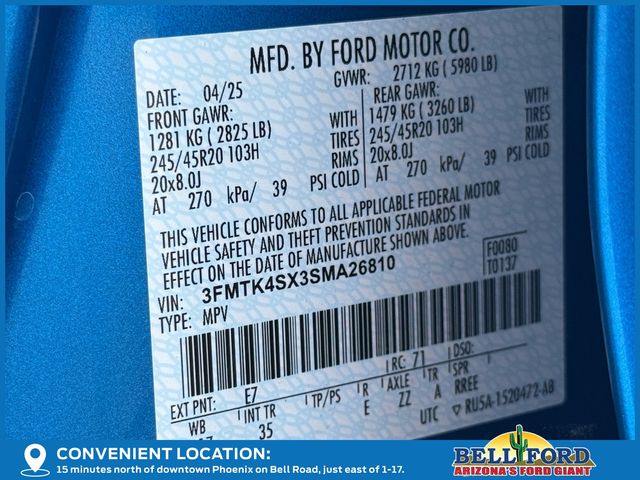 MFD. BY FORD MOTOR CO.
DATE: 04/25 GVWR: 2712 KG ( 5980 LB)
FRONT GAWR: REAR GAWR:
1281 KG ( 2825 LB) WITH 1479 KG ( 3260 LB) WITH
245/45R20 103H TIRES 245/45R20 103H TIRES
20x8.0J RIMS 20x8.0J RIMS
AT 270 kPa/ 39 PSI COLD AT 270 kPa/ 39 PSI COLD
THIS VEHICLE CONFORMS TO ALL APPLICABLE FEDERAL MOTOR
VEHICLE SAFETY AND THEFT PREVENTION STANDARDS IN
EFFECT ON THE DATE OF MANUFACTURE SHOWN ABOVE.
VIN: 3FMTK4SX3SMA26810 F0080
TYPE: MPV T0137
RC: 71 DSO:
EXT PNT: E7
WB INT TR TP/PS R AXLE TR SPR
35 E ZZ A RREE
UTC ▽ RU5A-1520472-AB
CONVENIENT LOCATION:
15 minutes north of downtown Phoenix on Bell Road, just east of 1-17.
BELL FORD
ARIZONA'S FORD GIANT